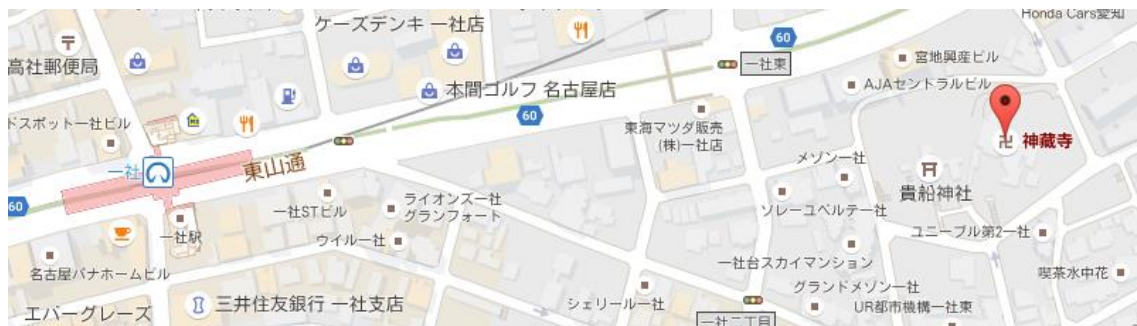 Honda Cars愛知
ケーズデンキ 一社店
60
宮地興産ビル
高社郵便局
一社東
AJAセントラルビル
本間ゴルフ 名古屋店
60
ドスポット一社ビル
東海マツダ販売
(株)一社店
神蔵寺
メゾン一社
一社
東山通
貴船神社
60
一社STビル
ライオンズ一社
グランフォート
ソレーユベルテ一社
一社駅
ウイル一社
ユニーブル第2一社
名古屋パナホームビル
一社台スカイマンション
喫茶水中花
グランドメゾン一社
エバーグレーズ
三井住友銀行 一社支店
シェリール一社
UR都市機構一社東
一社二丁目